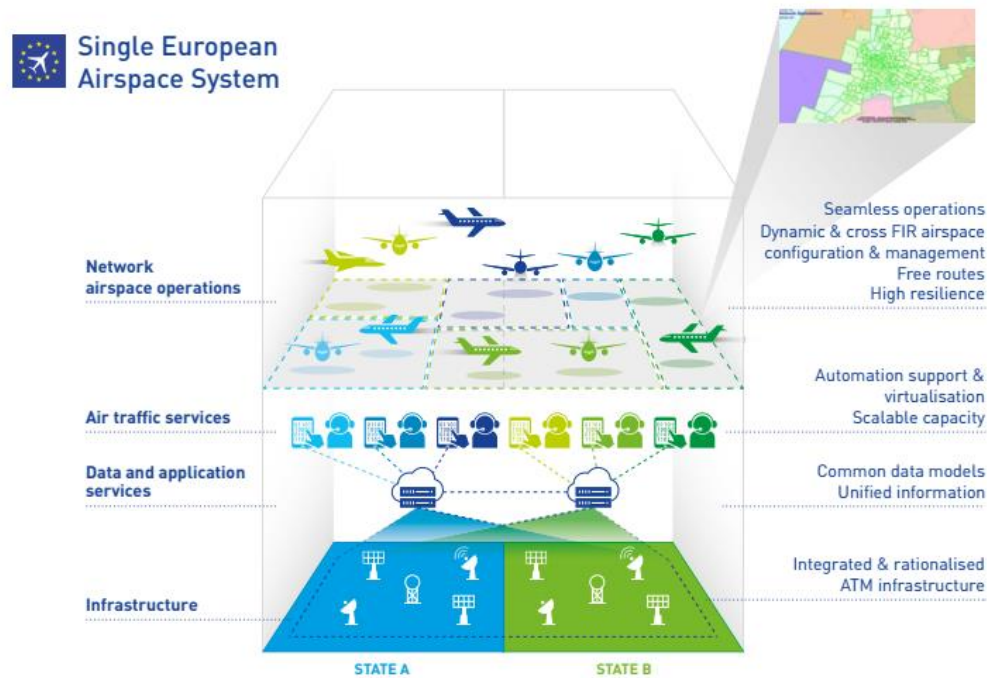 Single European
Airspace System
Network
airspace operations
Seamless operations
Dynamic & cross FIR airspace
configuration & management
Free routes
High resilience
Air traffic services
Automation support &
virtualisation
Scalable capacity
Data and application
services
Common data models
Unified information
Infrastructure
Integrated & rationalised
ATM infrastructure
STATE A
STATE B